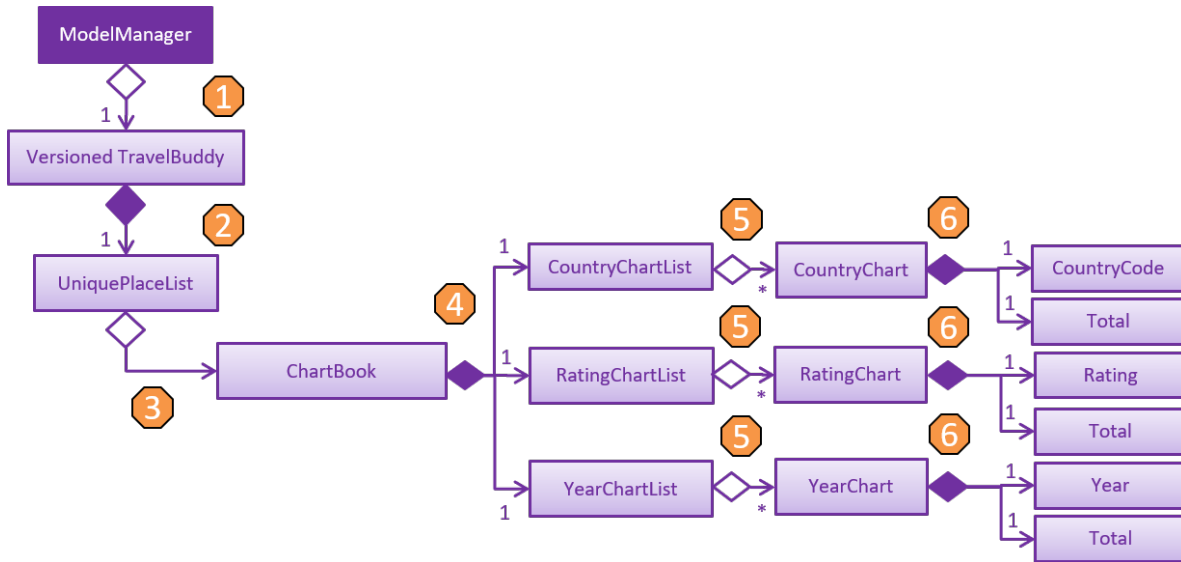 ModelManager
1
1
Versioned TravelBuddy
2
1
UniquePlaceList
3
ChartBook
4
1
CountryChartList
5
*
CountryChart
6
1
CountryCode
1
Total
1
RatingChartList
5
*
RatingChart
6
1
Rating
1
Total
1
YearChartList
5
*
YearChart
6
1
Year
1
Total